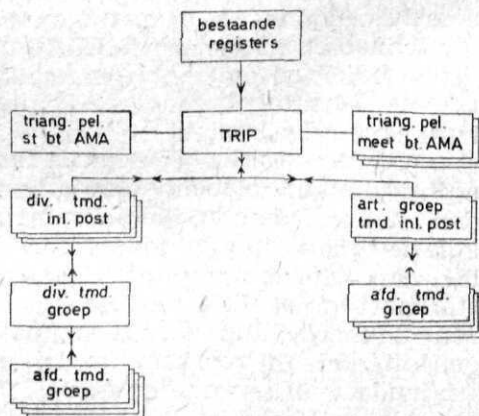 bestaande
registers
triang. pel.
st bt AMA
TRIP
triang. pel.
meet bt. AMA
div. tmd.
inl. post
art. groep
tmd inl. post
div. tmd.
groep
afd. tmd.
groep
afd. tmd.
groep